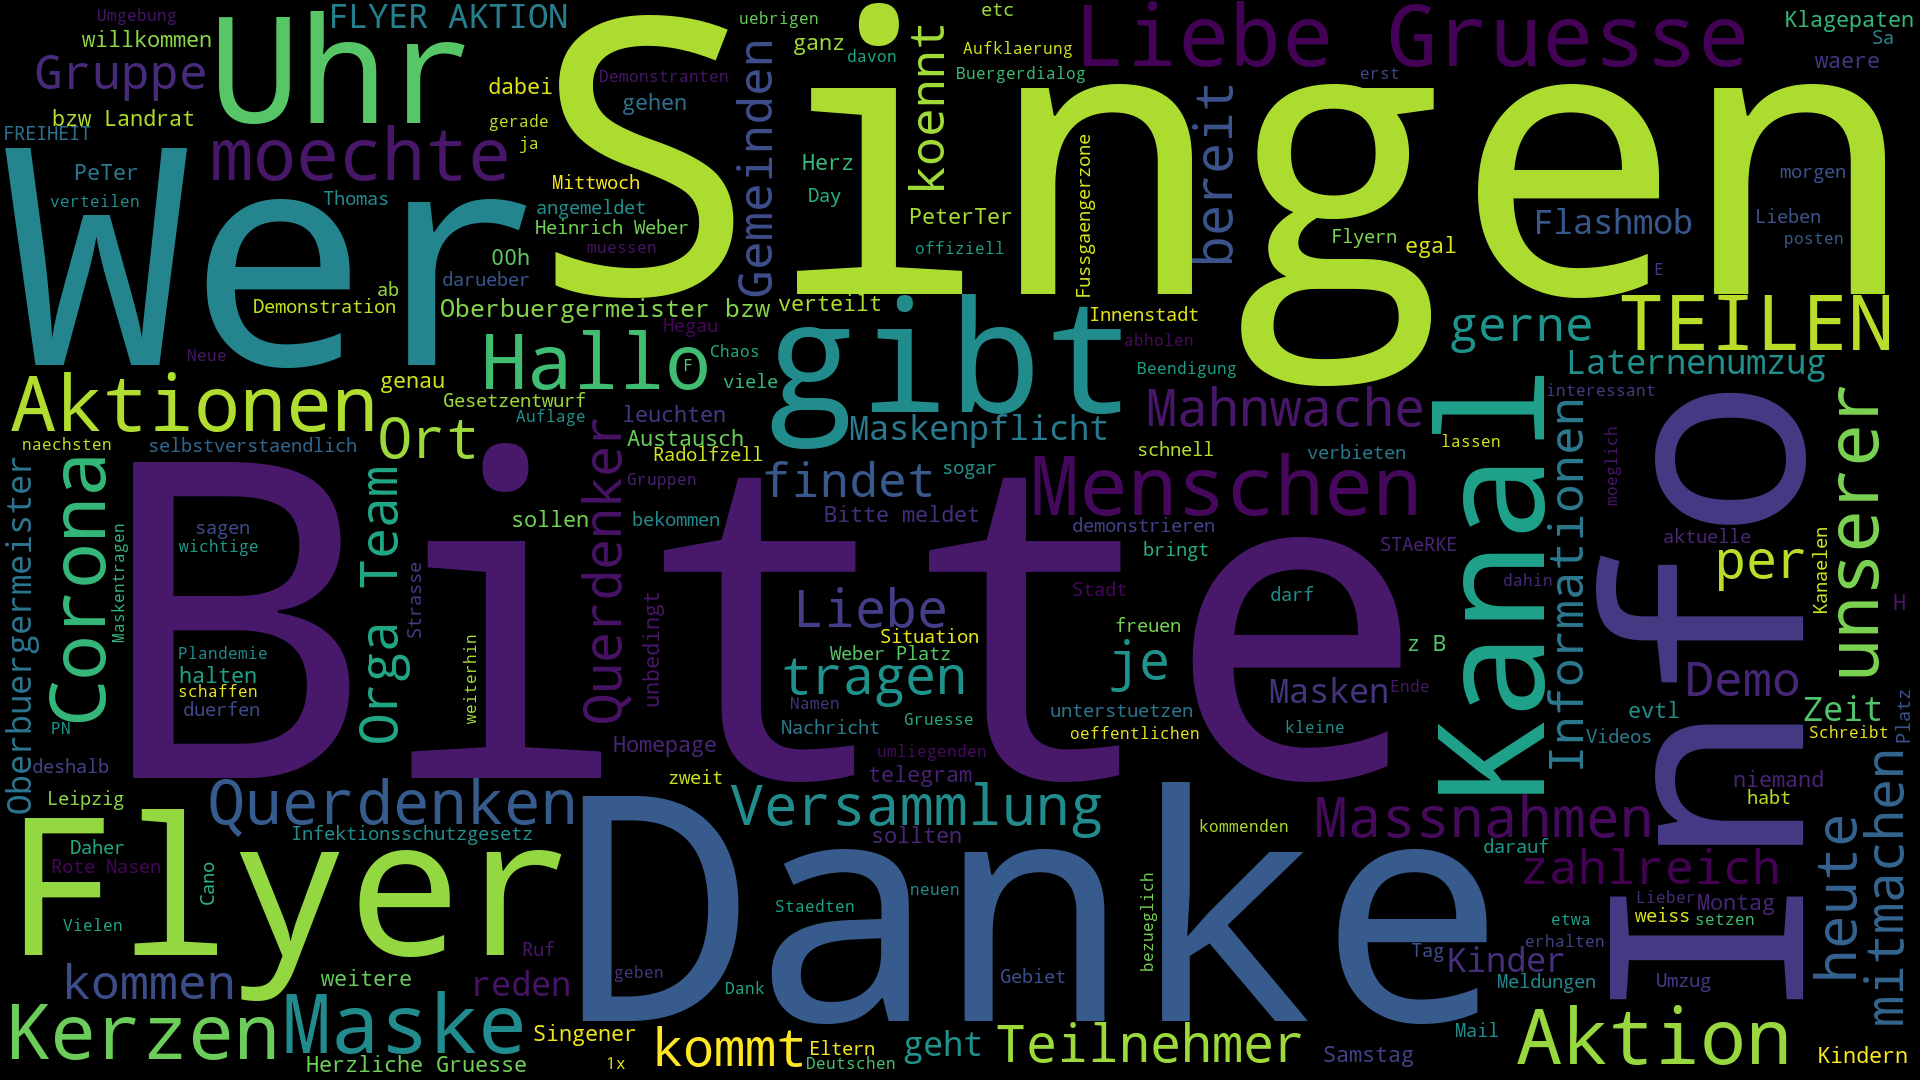 Umgebung
FLYER AKTION
uebrigen
etc
Liebe Gruesse
Klagepaten
willkommen
Uhr
ganz
davon
Aufklaerung
Sa
Gruppe
Singen
Demonstranten
Gemeinden
koennt
Buergerdialog
erst
waere
dabei
gehen
bzw Landrat
gerade
FREIHEIT
moechte
ja
bereit
Wer
PeTer
Mittwoch
Herz
Fussgaengerzone
morgen
verteilen
Thomas
angemeldet
Day
PeterTer
Flashmob
Lieben
Heinrich Weber
muessen
offiziell
Flyern
egal
posten
00h
darueber
E
ab
Demonstration
Oberbuergermeister bzw
verteilt
Innenstadt
TEILEN
Hegau
gibt
gerne
Neue
Hallo
F
Chaos
abholen
Laternenumzug
Aktionen
genau
viele
Beendigung
interessant
Gesetzentwurf
Auflage
leuchten
Mahnwache
Kanal
Info
unserer
naechsten
selbstverstaendlich
Ort
Querdenker
Austausch
Maskenpflicht
schnell
lassen
Informationen
moeglich
Oberbuergermeister
Corona
Radolfzell
findet
sogar
Menschen
verbieten
Bitte
Orga Team
Gruppen
sagen
sollen
bekommen
Bitte meldet
demonstrieren
aktuelle
Maskentragen
wichtige
bringt
STAeRKE
per
Kanaelen
Strasse
unbedingt
Liebe
Stadt
darf
dahin
H
Plandemie
weiterhin
Situation
freuen
halten
Weber Platz
je
z B
schaffen
tragen
Masken
Ende
Demo
duerfen
Namen
unterstuetzen
evtl
Zeit
Platz
PN
Nachricht
Gruesse
oeffentlichen
kleine
Videos
Schreibt
deshalb
Homepage
umliegenden
zweit
telegram
niemand
mitmachen
Leipzig
Querdenken
Danke
Versammlung
Massnahmen
habt
Flyer
Infektionsschutzgesetz
sollten
kommenden
heute
Daher
darauf
Rote Nasen
Cano
neuen
bezueglich
zahlreich
Staedten
Lieber
Montag
Vielen
etwa
weiss
setzen
Ruf
Tag
erhalten
kommen
weitere
reden
geben
Dank
Gebiet
Kinder
Meldungen
Umzug
Kerzen
Maske
Singener
kommt
Eltern
geht
Teilnehmer
Mail
Aktion
Herzliche Gruesse
1x
Deutschen
Samstag
Kindern